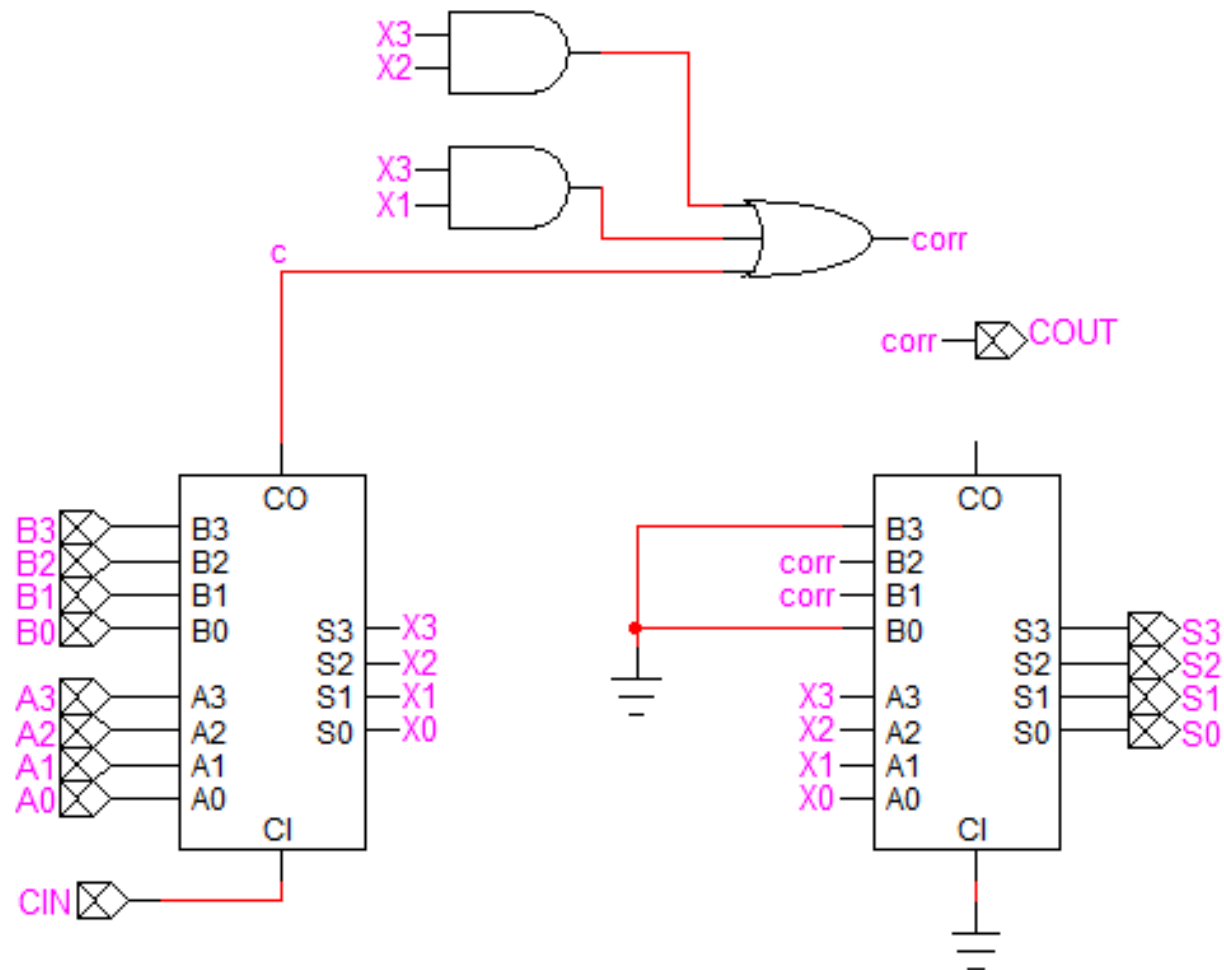 X3
X2
X3
X1
c
corr
corr COUT
CO
B3 B3
B2 B2
B1 B1
B0 B0
S3 X3
S2 X2
S1 X1
S0 X0
A3 A3
A2 A2
A1 A1
A0 A0
CI
CIN
CO
B3
corr B2
corr B1
B0
S3 S3
S2 S2
S1 S1
S0 S0
X3 A3
X2 A2
X1 A1
X0 A0
CI